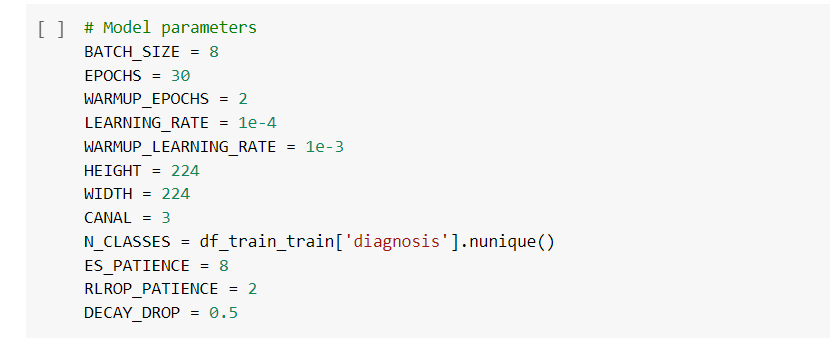 [ ] # Model parameters
BATCH_SIZE = 8
EPOCHS = 30
WARMUP_EPOCHS = 2
LEARNING_RATE = 1e-4
WARMUP_LEARNING_RATE = 1e-3
HEIGHT = 224
WIDTH = 224
CANAL = 3
N_CLASSES = df_train_train['diagnosis'].nunique()
ES_PATIENCE = 8
RLROP_PATIENCE = 2
DECAY_DROP = 0.5